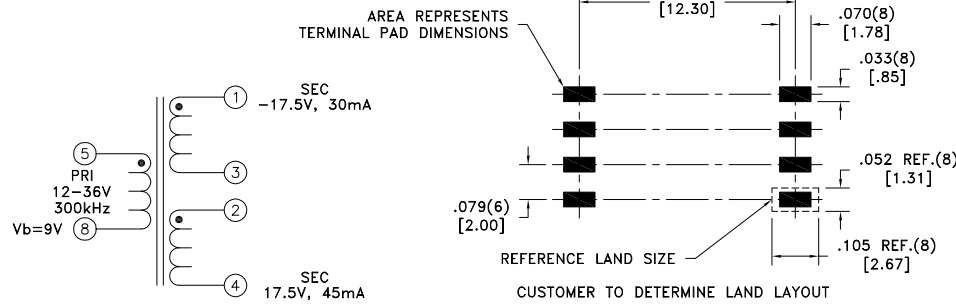 AREA REPRESENTS
TERMINAL PAD DIMENSIONS
[12.30]
.070(8)
[1.78]
.033(8)
[.85]
1
SEC
-17.5V, 30mA
5
PRI
12-36V
300kHz
Vb=9V
8
3
2
4
SEC
17.5V, 45mA
.052 REF.(8)
[1.31]
.079(6)
[2.00]
REFERENCE LAND SIZE
.105 REF.(8)
[2.67]
CUSTOMER TO DETERMINE LAND LAYOUT